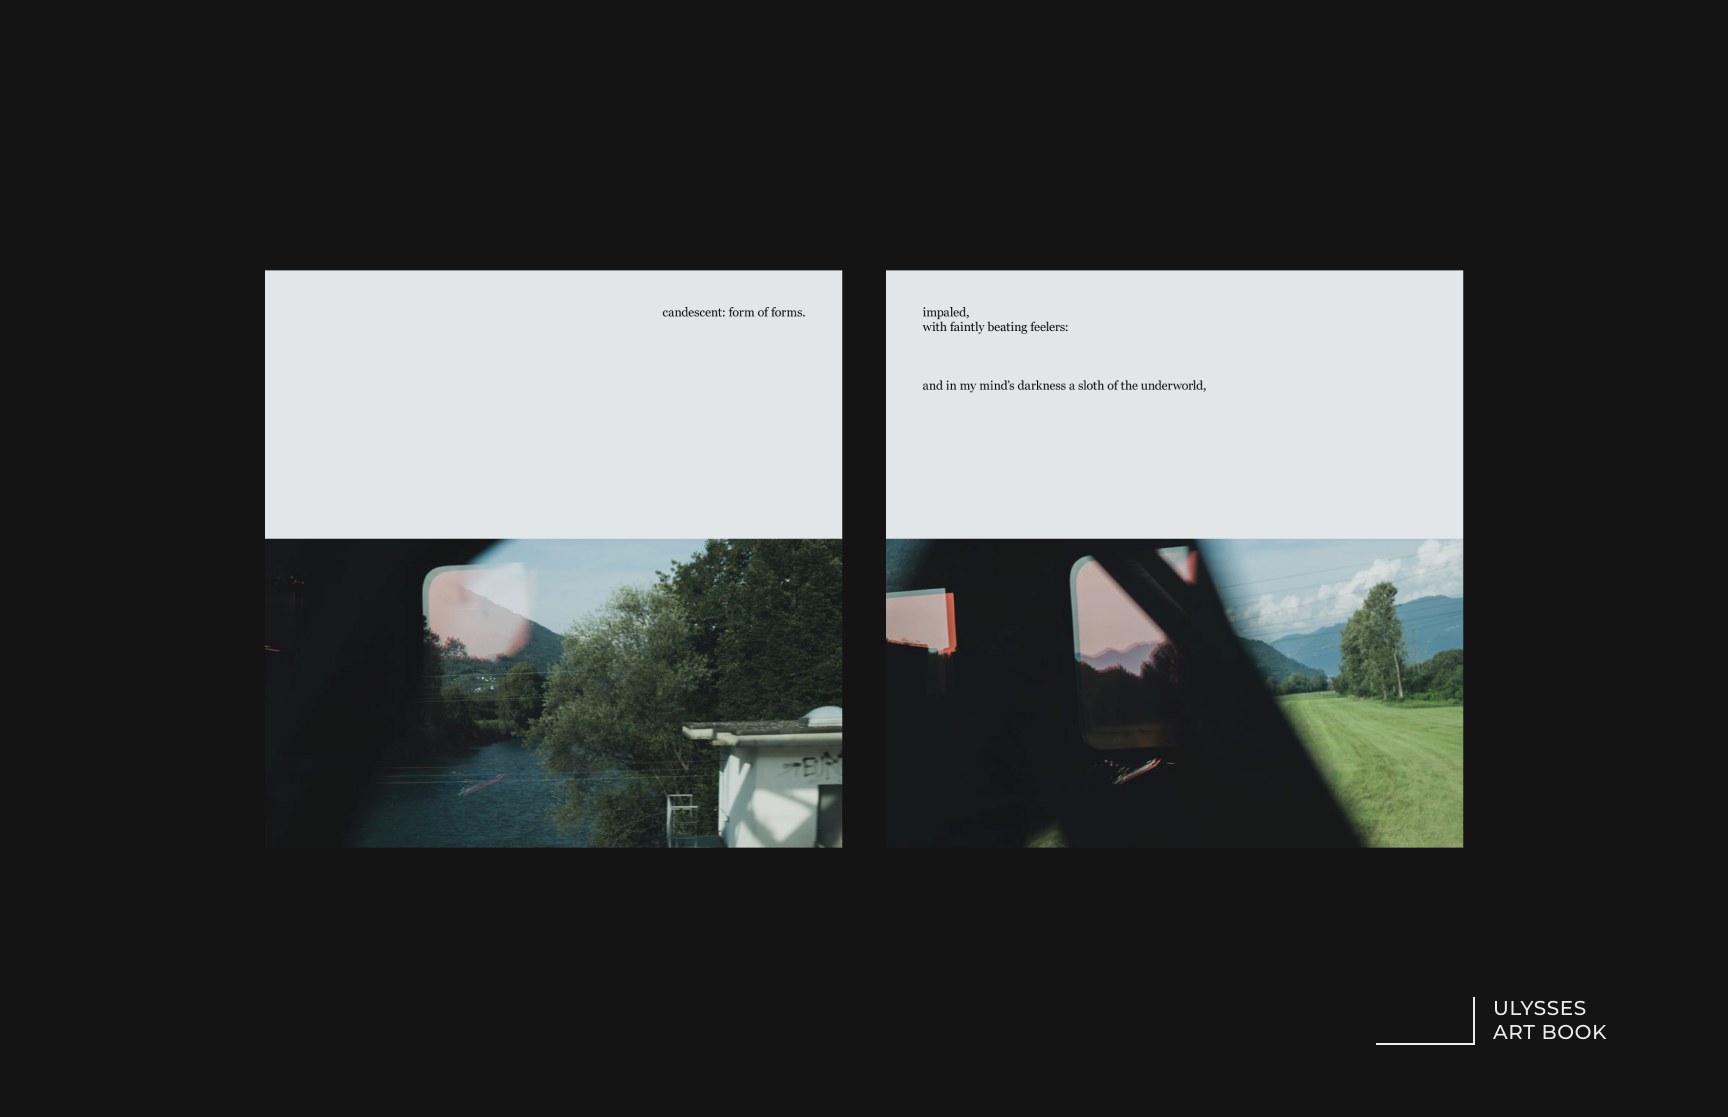 candescent: form of forms.
impaled,
with faintly beating feelers:
and in my mind's darkness a sloth of the underworld,
ULYSSES
ART BOOK